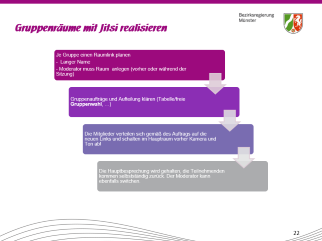 Bezirksregierung
Münster
Gruppenräume mit Jitsi realisieren
Je Gruppe einen Raumlink planen
- Langer Name
- Moderator muss Raum anlegen (vorher oder während der
Sitzung)
Gruppenaufträge und Aufteilung klären (Tabelle/freie
Gruppenwahl, …)
Die Mitglieder verteilen sich gemäß des Auftrags auf die
neuen Links und schalten im Hauptraum vorher Kamera und
Ton ab!
Die Hauptbesprechung wird gehalten, die Teilnehmenden
kommen selbstständig zurück. Der Moderator kann
ebenfalls switchen.
22